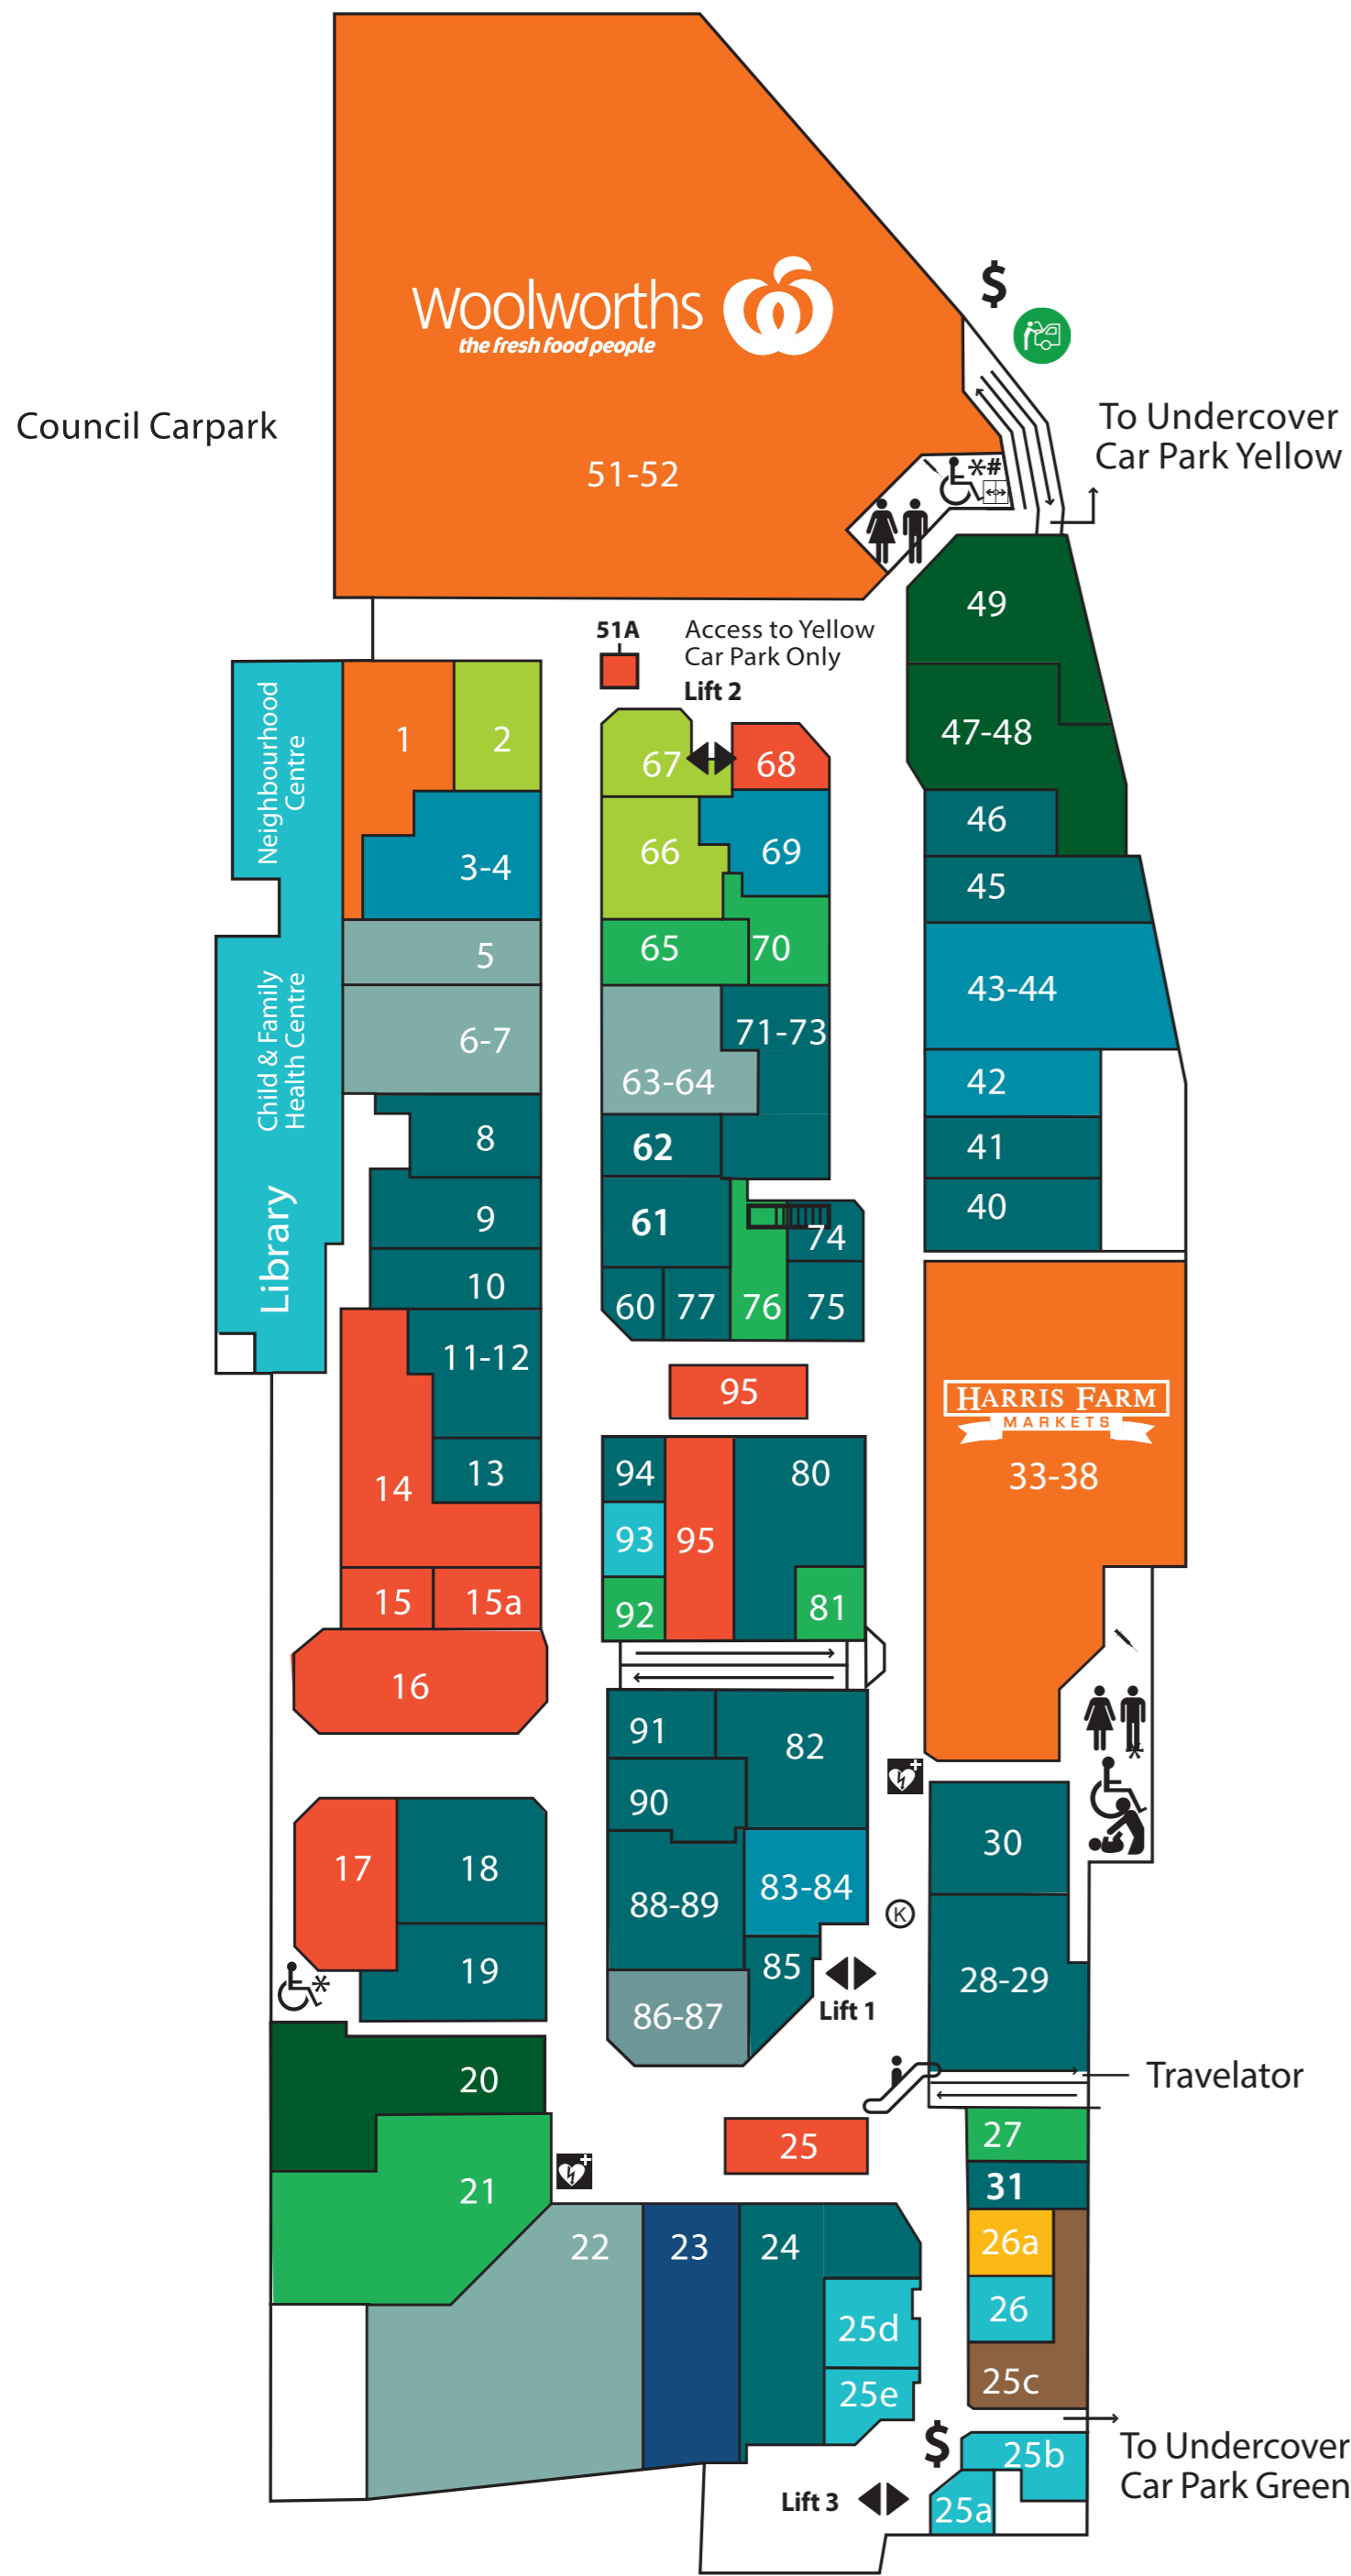 Woolworths
the fresh food people
$
Council Carpark
To Undercover
Car Park Yellow
51-52
*#
49
51A
Access to Yellow
Car Park Only
Lift 2
Neighbourhood
Centre
1
2
67
68
47-48
3-4
66
69
46
45
5
65
70
43-44
Child & Family
Health Centre
6-7
71-73
63-64
42
8
62
41
Library
9
61
74
40
10
60
77
76
75
11-12
95
HARRIS FARM
MARKETS
33-38
14
13
94
80
93
95
15
15a
92
81
16
91
82
*
90
30
17
18
88-89
83-84
K
19
85
28-29
*
86-87
Lift 1
20
Travelator
25
27
21
31
22
23
24
26a
26
25d
25c
25e
$
25b
To Undercover
Car Park Green
Lift 3
25a